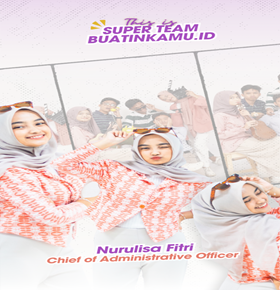 This is
SUPER TEAM
BUATINKAMU.ID
Nurulisa Fitri
Chief of Administrative Officer